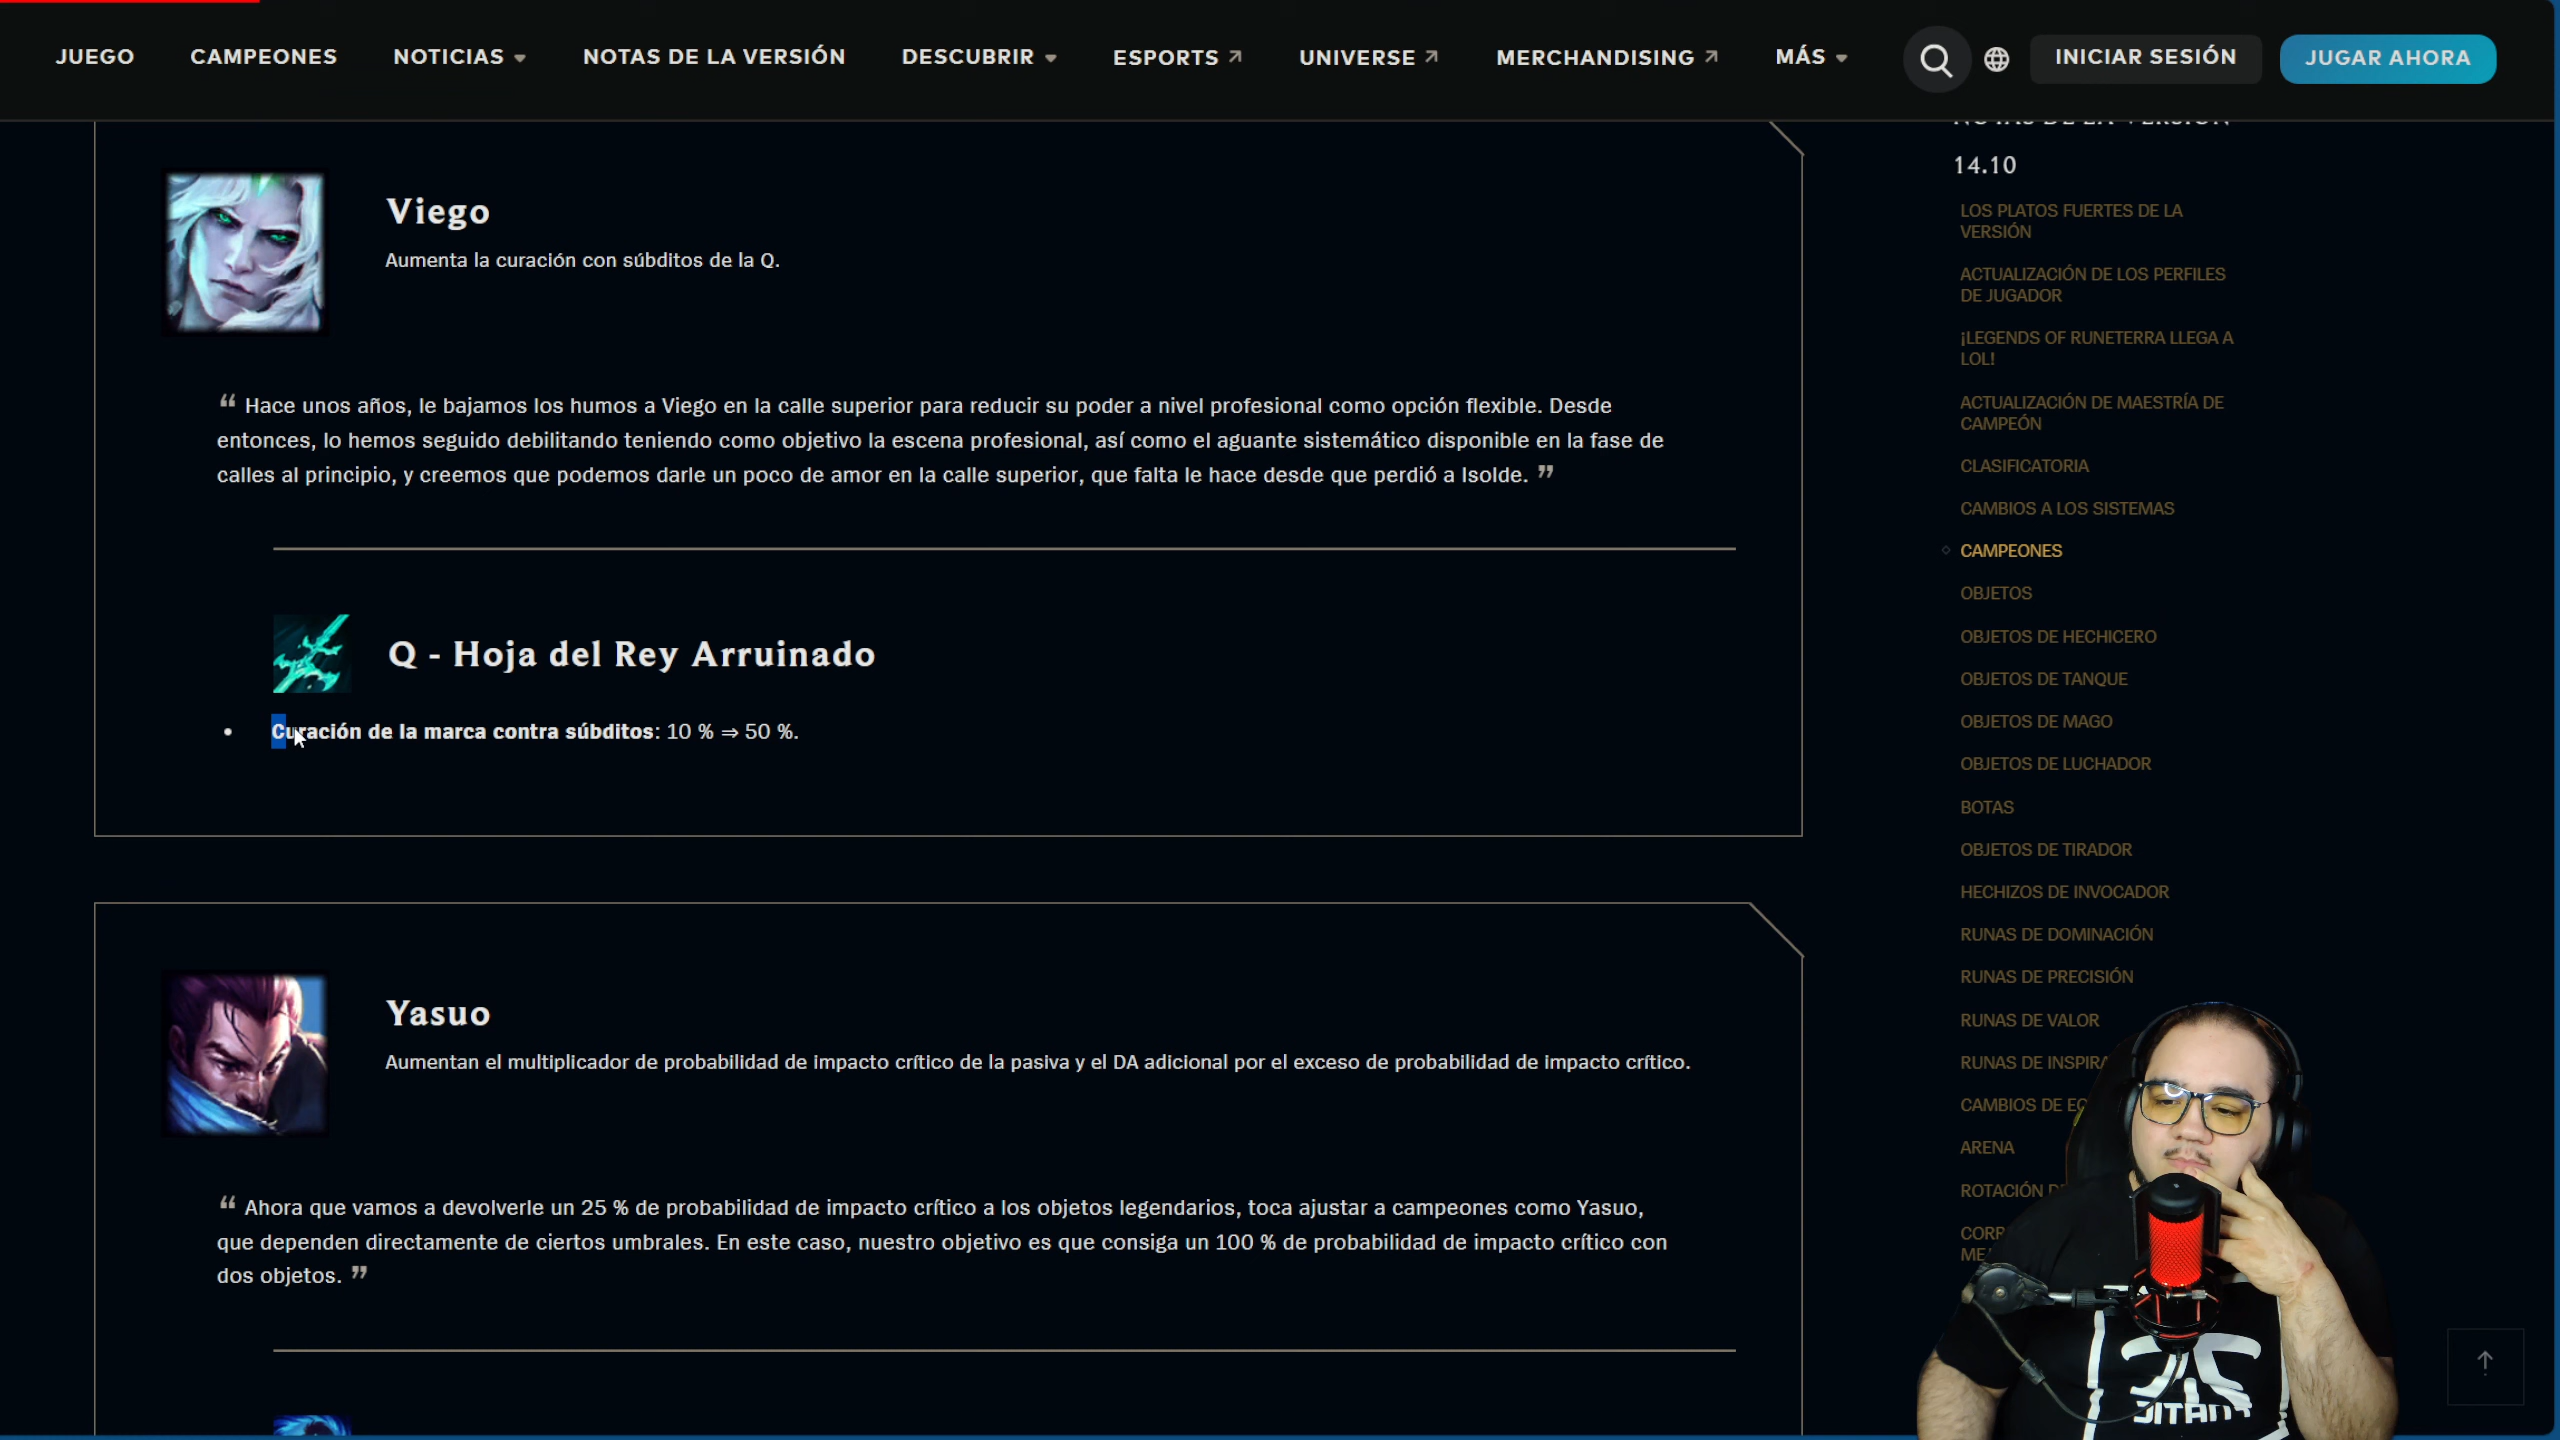 JUEGO CAMPEONES NOTICIAS NOTAS DE LA VERSIÓN DESCUBRIR ESPORTS UNIVERSE MERCHANDISING MÁS INICIAR SESIÓN JUGAR AHORA
Viego
Aumenta la curación con súbditos de la Q.
“ Hace unos años, le bajamos los humos a Viego en la calle superior para reducir su poder a nivel profesional como opción flexible. Desde
entonces, lo hemos seguido debilitando teniendo como objetivo la escena profesional, así como el aguante sistemático disponible en la fase de
calles al principio, y creemos que podemos darle un poco de amor en la calle superior, que falta le hace desde que perdió a Isolde. ”
Q - Hoja del Rey Arruinado
• Curación de la marca contra súbditos: 10 % ⇒ 50 %.
Yasuo
Aumentan el multiplicador de probabilidad de impacto crítico de la pasiva y el DA adicional por el exceso de probabilidad de impacto crítico.
“ Ahora que vamos a devolverle un 25 % de probabilidad de impacto crítico a los objetos legendarios, toca ajustar a campeones como Yasuo,
que dependen directamente de ciertos umbrales. En este caso, nuestro objetivo es que consiga un 100 % de probabilidad de impacto crítico con
dos objetos. ”
NOTAS DE LA VERSIÓN
14.10
LOS PLATOS FUERTES DE LA
VERSIÓN
ACTUALIZACIÓN DE LOS PERFILES
DE JUGADOR
¡LEGENDS OF RUNETERRA LLEGA A
LOL!
ACTUALIZACIÓN DE MAESTRÍA DE
CAMPEÓN
CLASIFICATORIA
CAMBIOS A LOS SISTEMAS
CAMPEONES
OBJETOS
OBJETOS DE HECHICERO
OBJETOS DE TANQUE
OBJETOS DE MAGO
OBJETOS DE LUCHADOR
BOTAS
OBJETOS DE TIRADOR
HECHIZOS DE INVOCADOR
RUNAS DE DOMINACIÓN
RUNAS DE PRECISIÓN
RUNAS DE VALOR
RUNAS DE INSPIRA
CAMBIOS DE
ARENA
ROTACIÓN